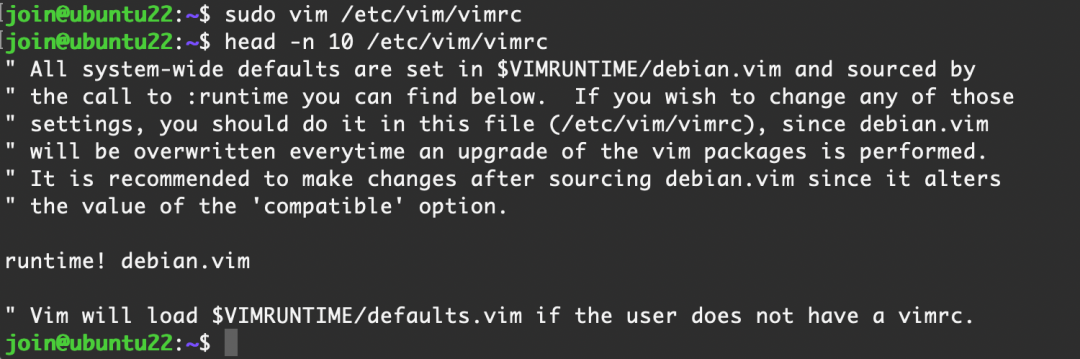 join@ubuntu22:~$ sudo vim /etc/vim/vimrc
join@ubuntu22:~$ head -n 10 /etc/vim/vimrc
" All system-wide defaults are set in $VIMRUNTIME/debian.vim and sourced by
" the call to :runtime you can find below.  If you wish to change any of those
" settings, you should do it in this file (/etc/vim/vimrc), since debian.vim
" will be overwritten everytime an upgrade of the vim packages is performed.
" It is recommended to make changes after sourcing debian.vim since it alters
" the value of the 'compatible' option.
runtime! debian.vim
" Vim will load $VIMRUNTIME/defaults.vim if the user does not have a vimrc.
join@ubuntu22:~$